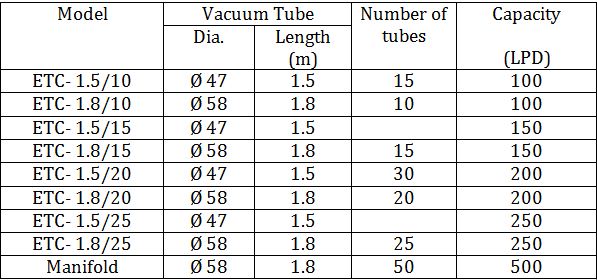 Model Vacuum Tube Number of tubes Capacity (LPD)
Dia. Length (m)
ETC- 1.5/10 Ø 47 1.5 15 100
ETC- 1.8/10 Ø 58 1.8 10 100
ETC- 1.5/15 Ø 47 1.5 150
ETC- 1.8/15 Ø 58 1.8 15 150
ETC- 1.5/20 Ø 47 1.5 30 200
ETC- 1.8/20 Ø 58 1.8 20 200
ETC- 1.5/25 Ø 47 1.5 250
ETC- 1.8/25 Ø 58 1.8 25 250
Manifold Ø 58 1.8 50 500